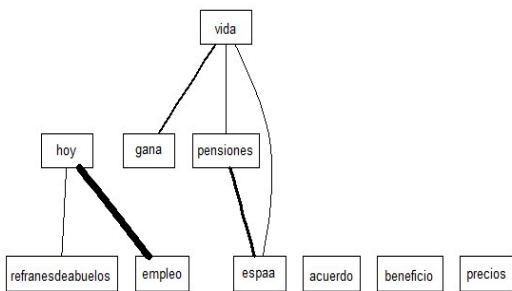 vida
hoy
gana
pensiones
refranesdeabuelos
empleo
espaa
acuerdo
beneficio
precios